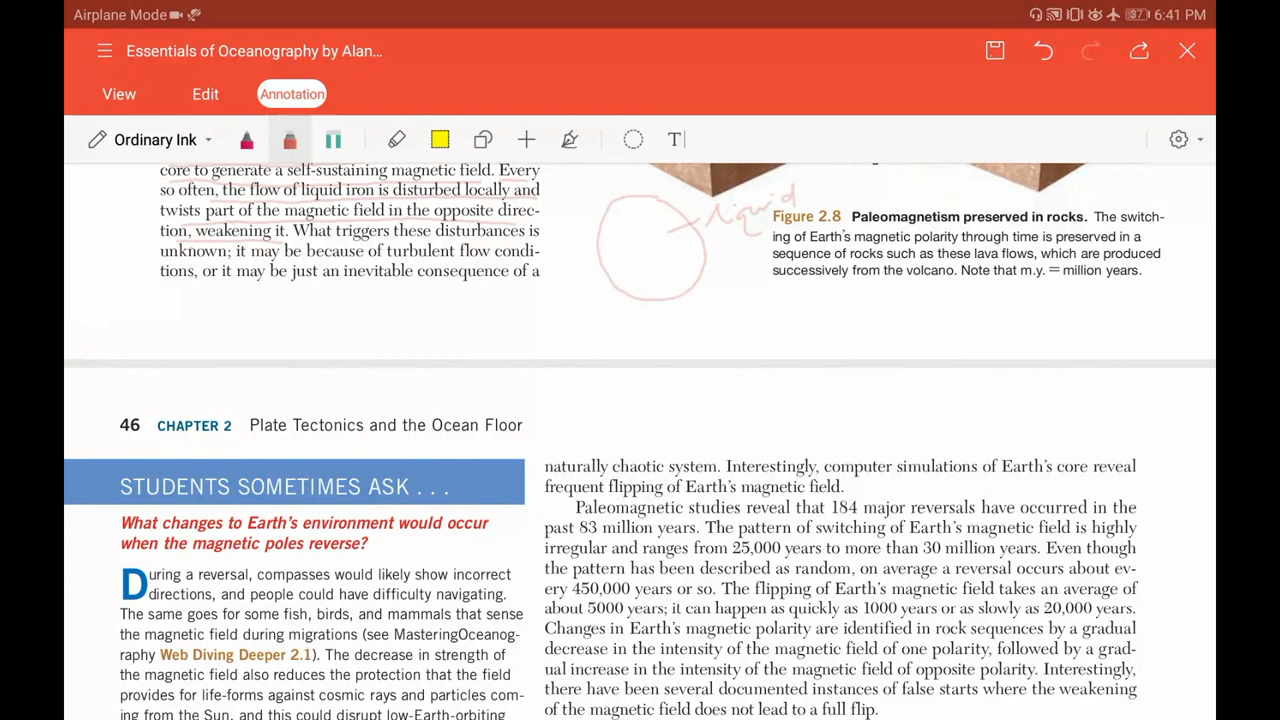 Airplane Mode
37 6:41 PM
Essentials of Oceanography by Alan...
View Edit Annotation
Ordinary Ink
T
core to generate a self-sustaining magnetic field. Every
so often, the flow of liquid iron is disturbed locally and
twists part of the magnetic field in the opposite direc-
tion, weakening it. What triggers these disturbances is
unknown; it may be because of turbulent flow condi-
tions, or it may be just an inevitable consequence of a
liquid
Figure 2.8 Paleomagnetism preserved in rocks. The switch-
ing of Earth's magnetic polarity through time is preserved in a
sequence of rocks such as these lava flows, which are produced
successively from the volcano. Note that m.y. = million years.
46 CHAPTER 2 Plate Tectonics and the Ocean Floor
STUDENTS SOMETIMES ASK . . .
What changes to Earth's environment would occur
when the magnetic poles reverse?
During a reversal, compasses would likely show incorrect
directions, and people could have difficulty navigating.
The same goes for some fish, birds, and mammals that sense
the magnetic field during migrations (see MasteringOceanog-
raphy Web Diving Deeper 2.1). The decrease in strength of
the magnetic field also reduces the protection that the field
provides for life-forms against cosmic rays and particles com-
ing from the Sun, and this could disrupt low-Earth-orbiting
naturally chaotic system. Interestingly, computer simulations of Earth's core reveal
frequent flipping of Earth's magnetic field.
Paleomagnetic studies reveal that 184 major reversals have occurred in the
past 83 million years. The pattern of switching of Earth's magnetic field is highly
irregular and ranges from 25,000 years to more than 30 million years. Even though
the pattern has been described as random, on average a reversal occurs about ev-
ery 450,000 years or so. The flipping of Earth's magnetic field takes an average of
about 5000 years; it can happen as quickly as 1000 years or as slowly as 20,000 years.
Changes in Earth's magnetic polarity are identified in rock sequences by a gradual
decrease in the intensity of the magnetic field of one polarity, followed by a grad-
ual increase in the intensity of the magnetic field of opposite polarity. Interestingly,
there have been several documented instances of false starts where the weakening
of the magnetic field does not lead to a full flip.